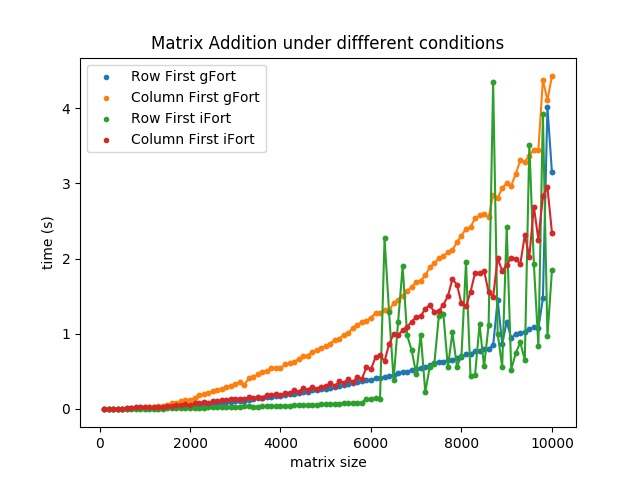 Matrix Addition under diffferent conditions
Row First gFort
Column First gFort
Row First iFort
Column First iFort
time (s)
4
3
2
1
0
0 2000 4000 6000 8000 10000
matrix size